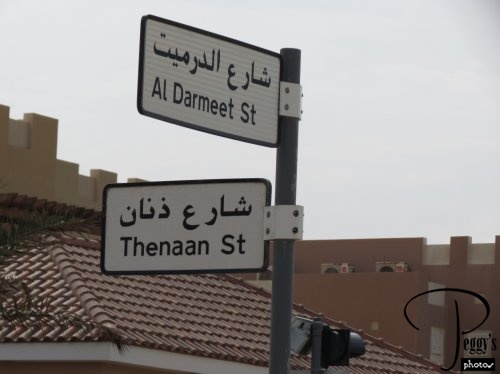 شارع الدرميت
Al Darmeet St
شارع ذنان
Thenaan St
Peggy's
photos